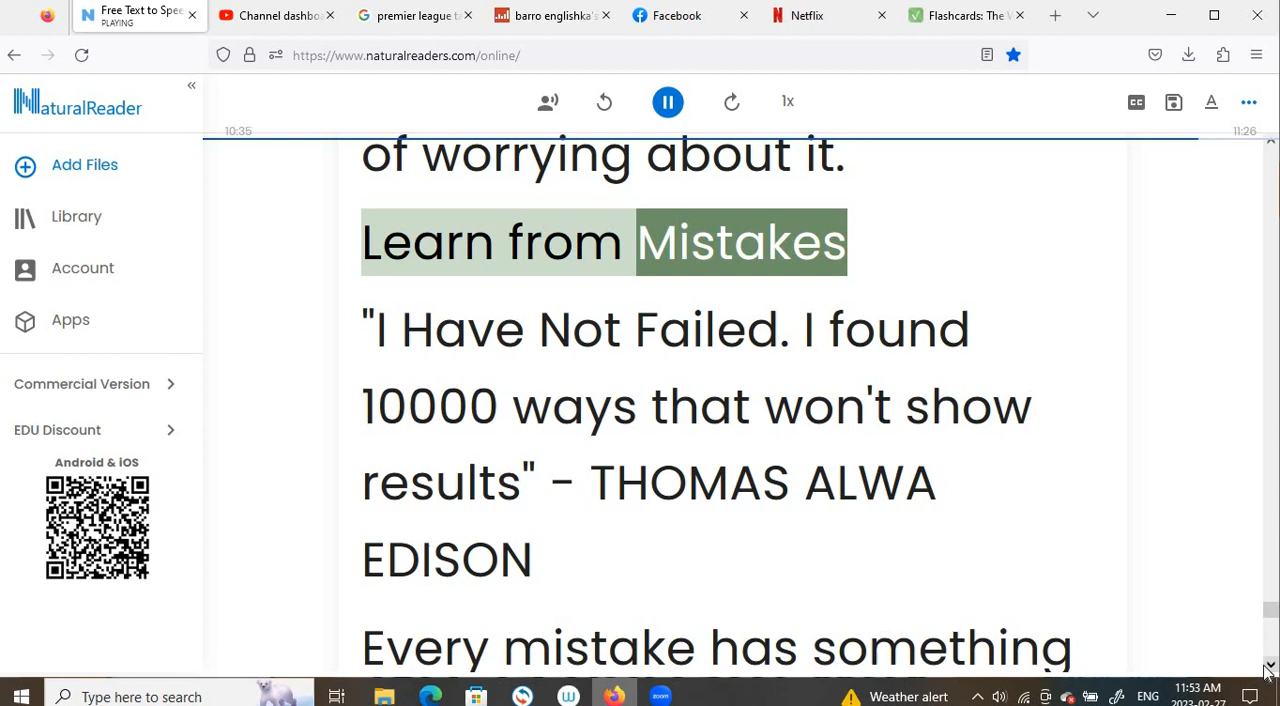 Free Text to Spee
PLAYING
Channel dashboa
premier league ta
barro engliishka's
Facebook
Netflix
Flashcards: The V
https://www.naturalreaders.com/online/
NaturalReader
1x
10:35
11:26
Add Files
Library
Account
Apps
Commercial Version
EDU Discount
Android & iOS
of worrying about it.
Learn from Mistakes
"I Have Not Failed. I found
10000 ways that won't show
results" - THOMAS ALWA
EDISON
Every mistake has something
Type here to search
Weather alert
ENG
11:53 AM
2023-02-27